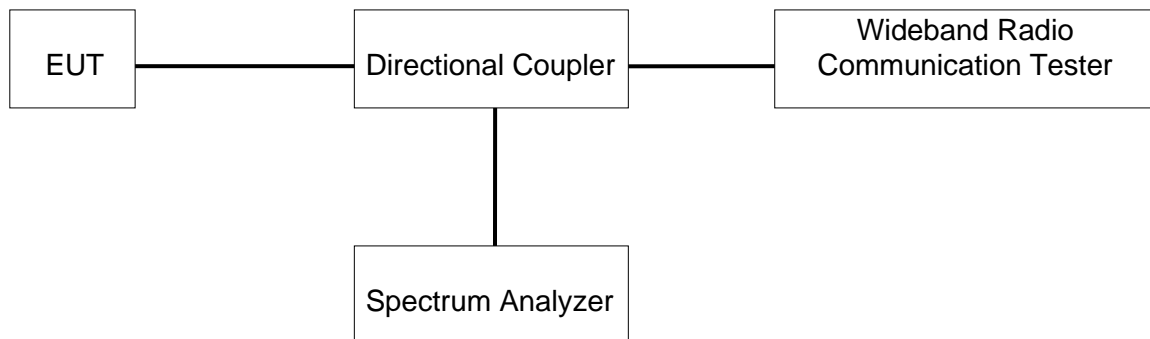 EUT
Directional Coupler
Wideband Radio
Communication Tester
Spectrum Analyzer